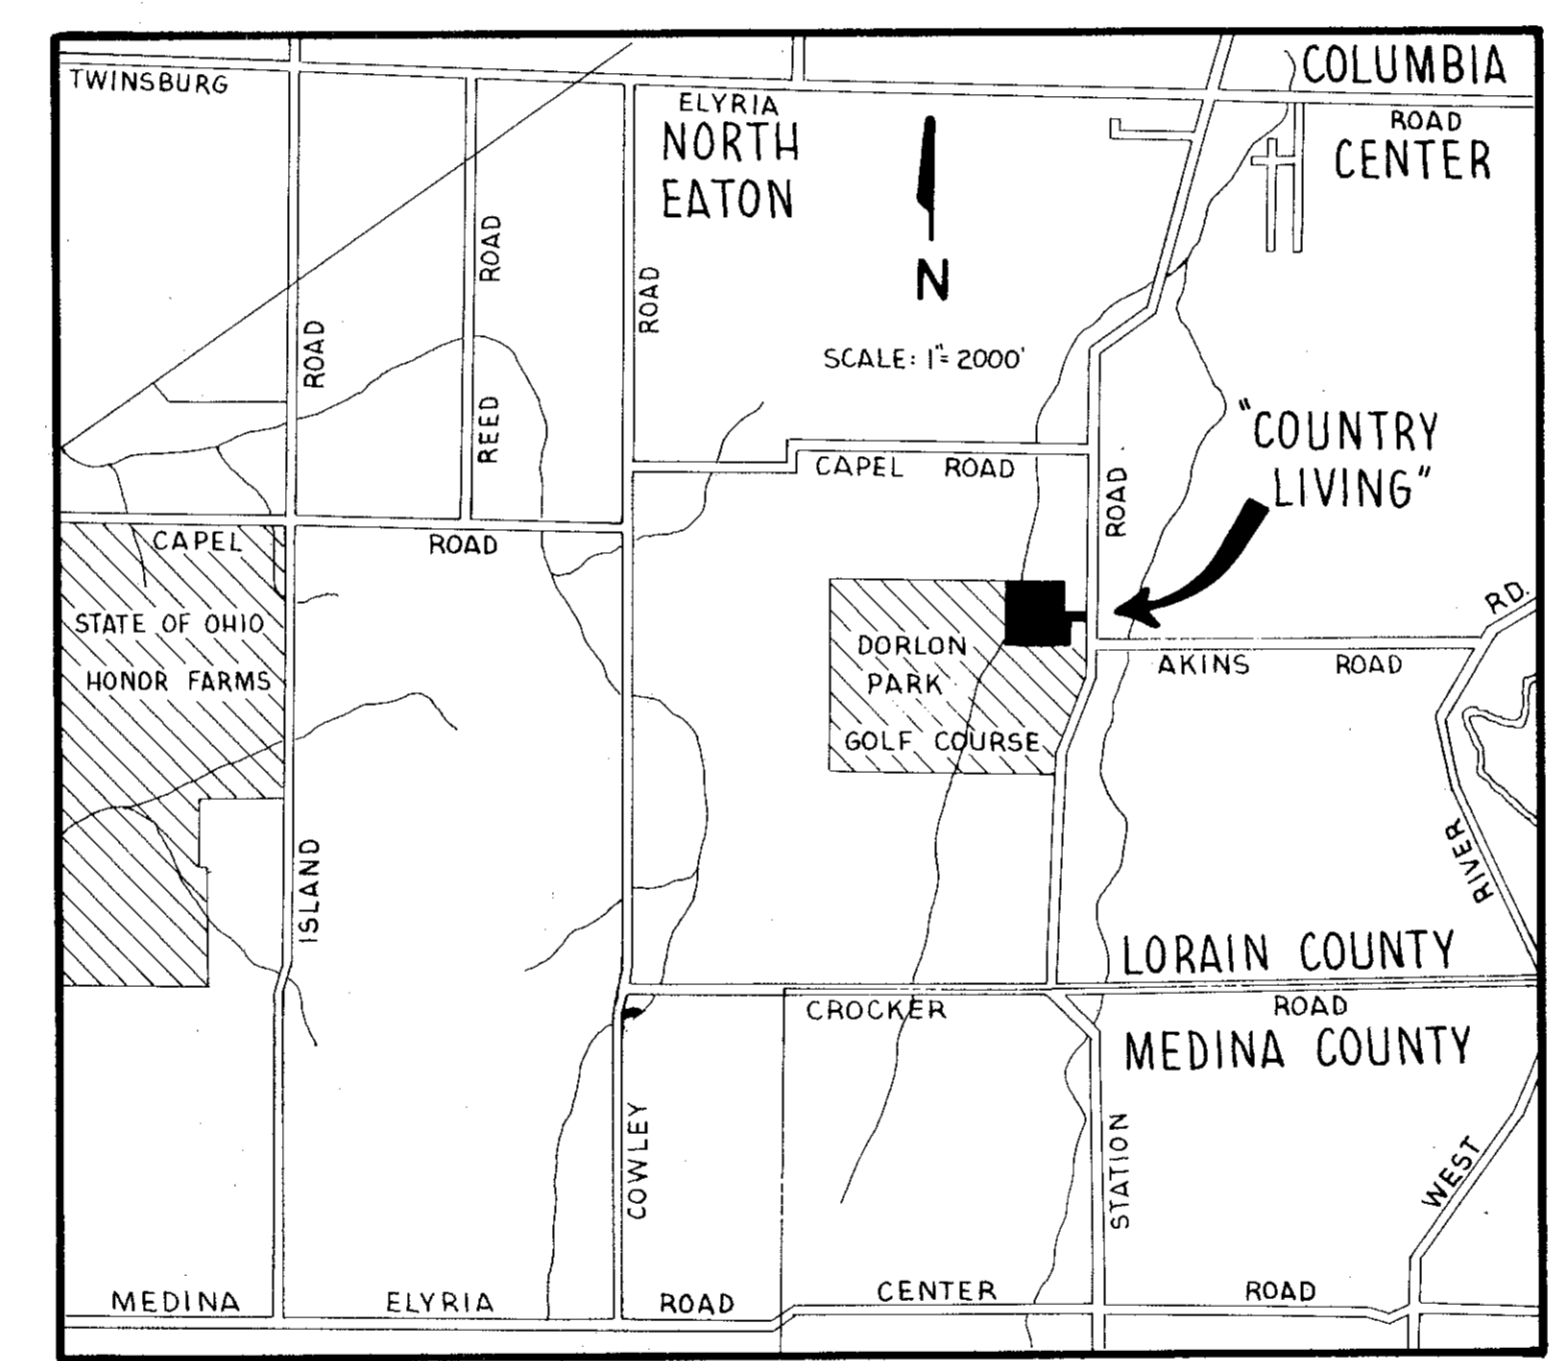 TWINSBURG
ELYRIA
ROAD
COLUMBIA
CENTER
NORTH
EATON
N
SCALE: 1"= 2000'
ROAD
ROAD
REED
ROAD
CAPEL ROAD
ROAD
"COUNTRY
LIVING"
CAPEL ROAD
STATE OF OHIO
HONOR FARMS
DORLON
PARK
GOLF COURSE
AKINS ROAD
RD.
RIVER
ISLAND
LORAIN COUNTY
CROCKER ROAD
MEDINA COUNTY
COWLEY
STATION
WEST
MEDINA ELYRIA ROAD CENTER ROAD